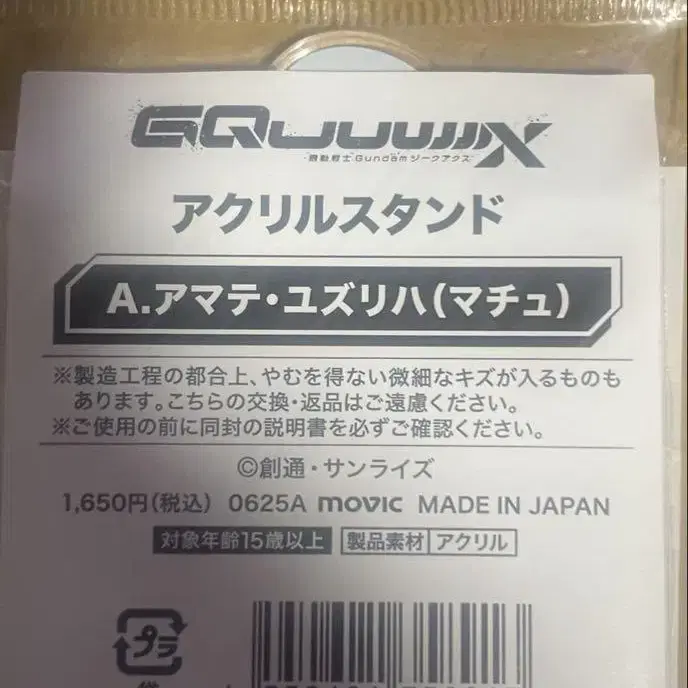 GQuuuuuuX
機動戦士Gundamジークアクス
アクリルスタンド
A.アマテ・ユズリハ(マチュ)
※製造工程の都合上、やむを得ない微細なキズが入るものも
あります。こちらの交換・返品はご遠慮ください。
※ご使用の前に同封の説明書を必ずご確認ください。
©創通・サンライズ
1,650円(税込) 0625A movic MADE IN JAPAN
対象年齢15歳以上 製品素材 アクリル
プラ